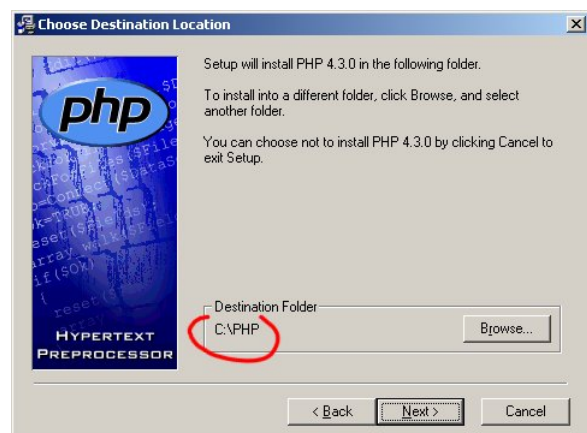 Choose Destination Location
php
HYPERTEXT
PREPROCESSOR
Setup will install PHP 4.3.0 in the following folder.
To install into a different folder, click Browse, and select
another folder.
You can choose not to install PHP 4.3.0 by clicking Cancel to
exit Setup.
Destination Folder
C:\PHP
Browse...
< Back
Next >
Cancel